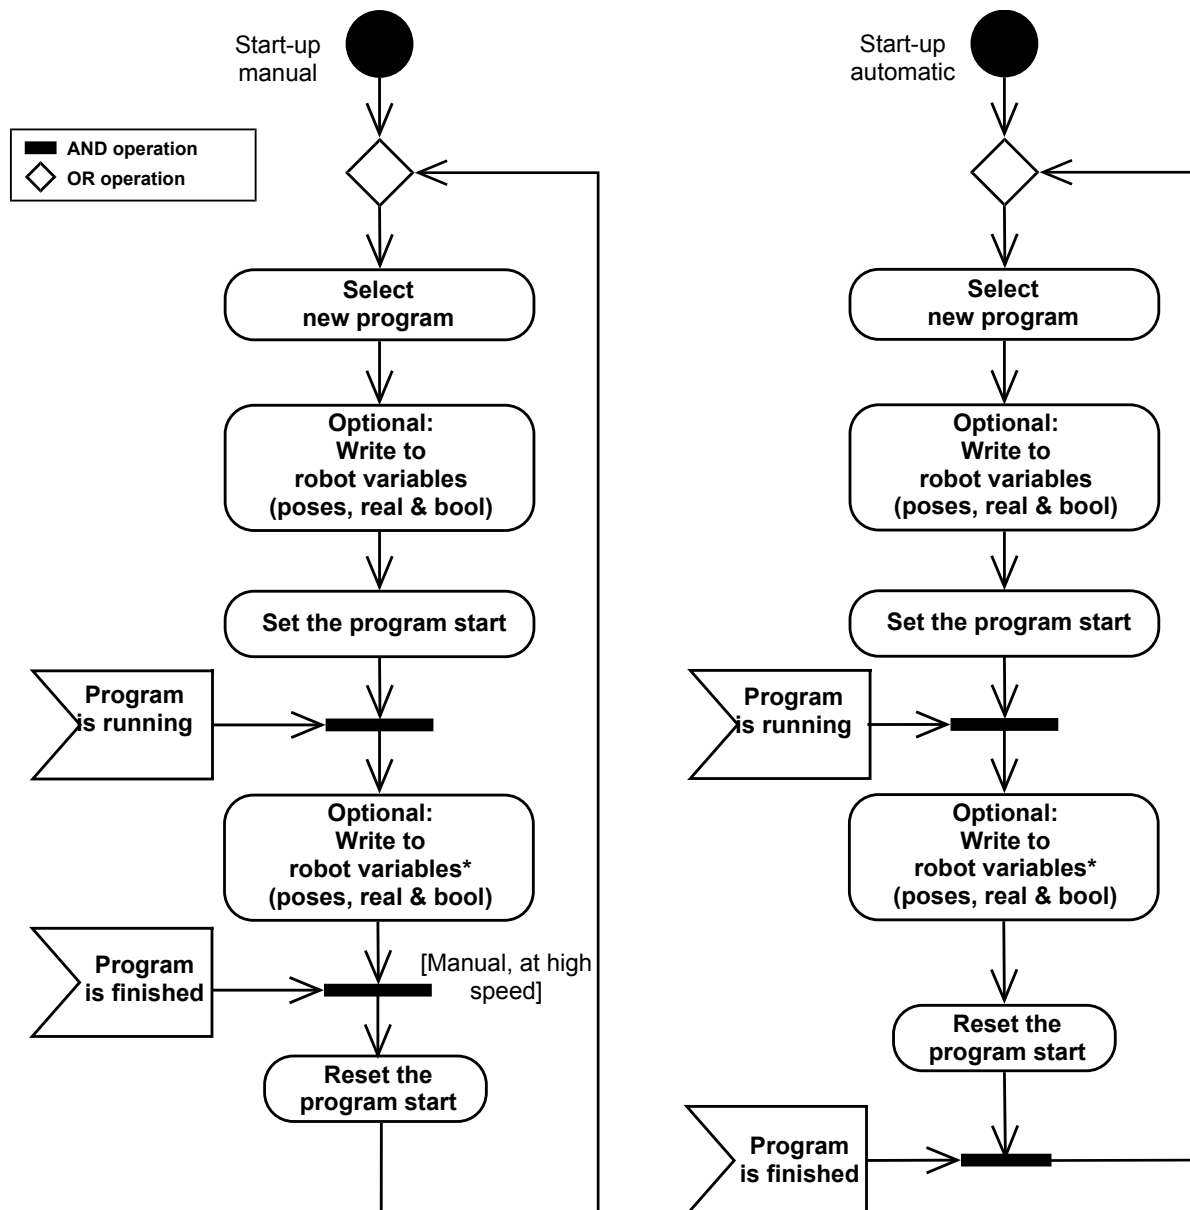 Start-up
manual
AND operation
OR operation
Select
new program
Optional:
Write to
robot variables
(poses, real & bool)
Set the program start
Program
is running
Optional:
Write to
robot variables*
(poses, real & bool)
Program
is finished
[Manual, at high
speed]
Reset the
program start
Start-up
automatic
Select
new program
Optional:
Write to
robot variables
(poses, real & bool)
Set the program start
Program
is running
Optional:
Write to
robot variables*
(poses, real & bool)
Reset the
program start
Program
is finished